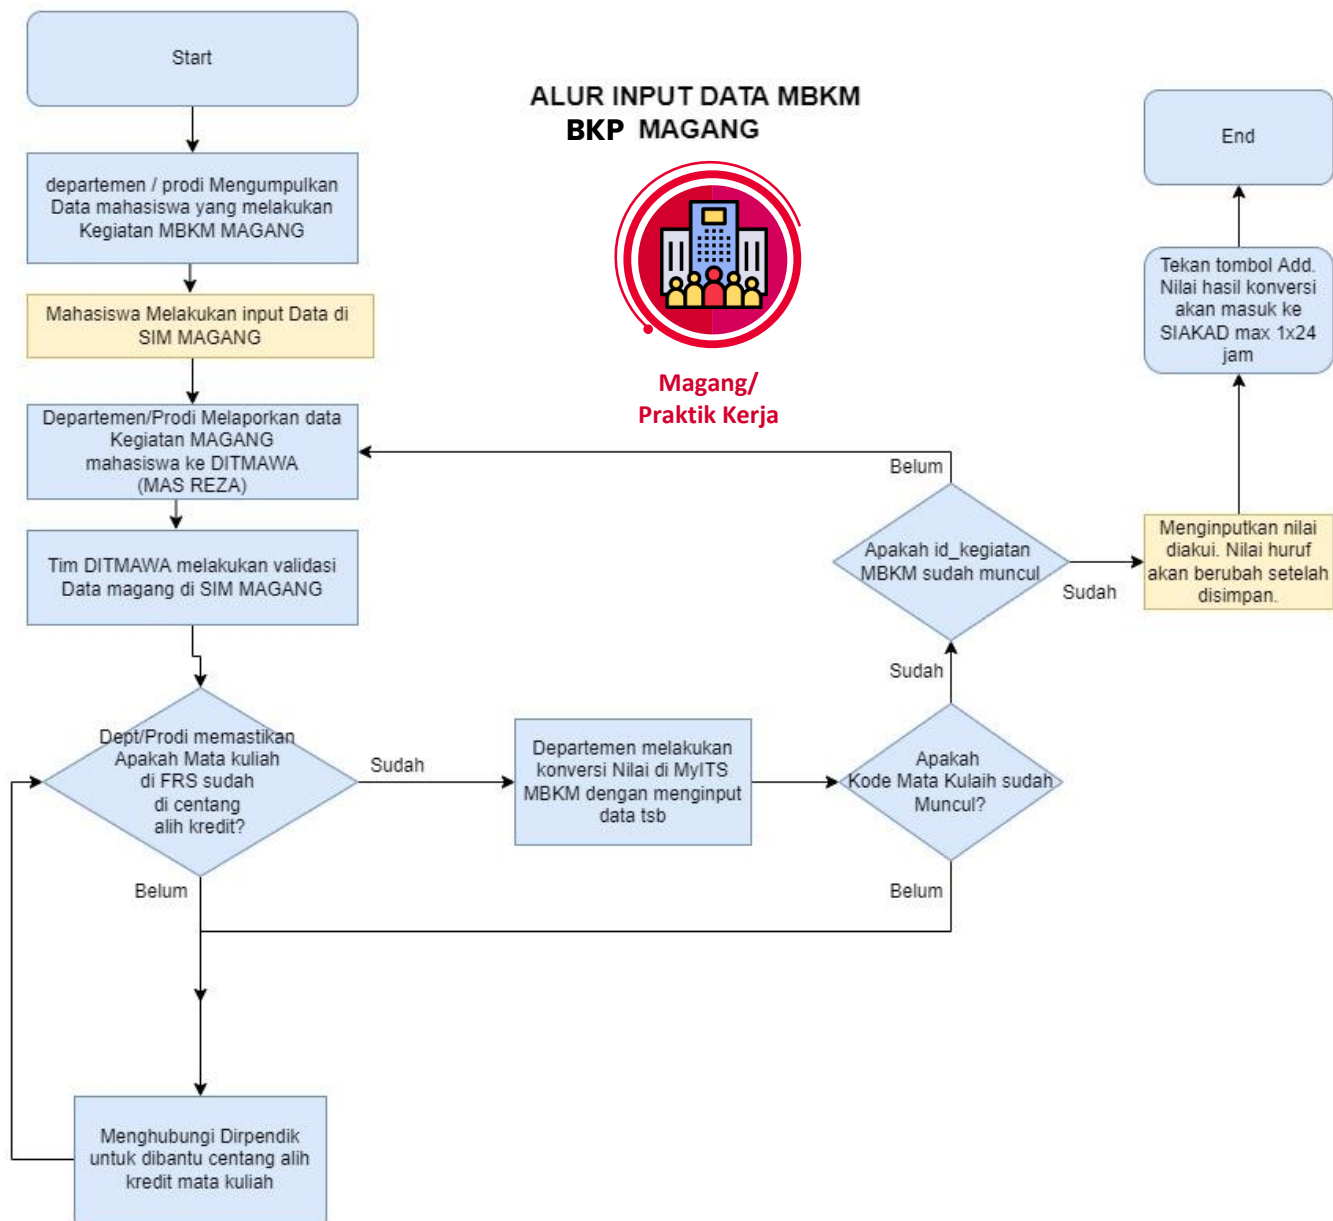 Start
ALUR INPUT DATA MBKM
BKP MAGANG
End
departemen / prodi Mengumpulkan
Data mahasiswa yang melakukan
Kegiatan MBKM MAGANG
Mahasiswa Melakukan input Data di
SIM MAGANG
Magang/
Praktik Kerja
Tekan tombol Add.
Nilai hasil konversi
akan masuk ke
SIAKAD max 1x24
jam
Departemen/Prodi Melaporkan data
Kegiatan MAGANG
mahasiswa ke DITMAWA
(MAS REZA)
Belum
Tim DITMAWA melakukan validasi
Data magang di SIM MAGANG
Apakah id_kegiatan
MBKM sudah muncul
Sudah
Menginputkan nilai
diakui. Nilai huruf
akan berubah setelah
disimpan.
Sudah
Dept/Prodi memastikan
Apakah Mata kuliah
di FRS sudah
di centang
alih kredit?
Sudah
Departemen melakukan
konversi Nilai di MyITS
MBKM dengan menginput
data tsb
Apakah
Kode Mata Kulaih sudah
Muncul?
Belum
Belum
Menghubungi Dirpendik
untuk dibantu centang alih
kredit mata kuliah